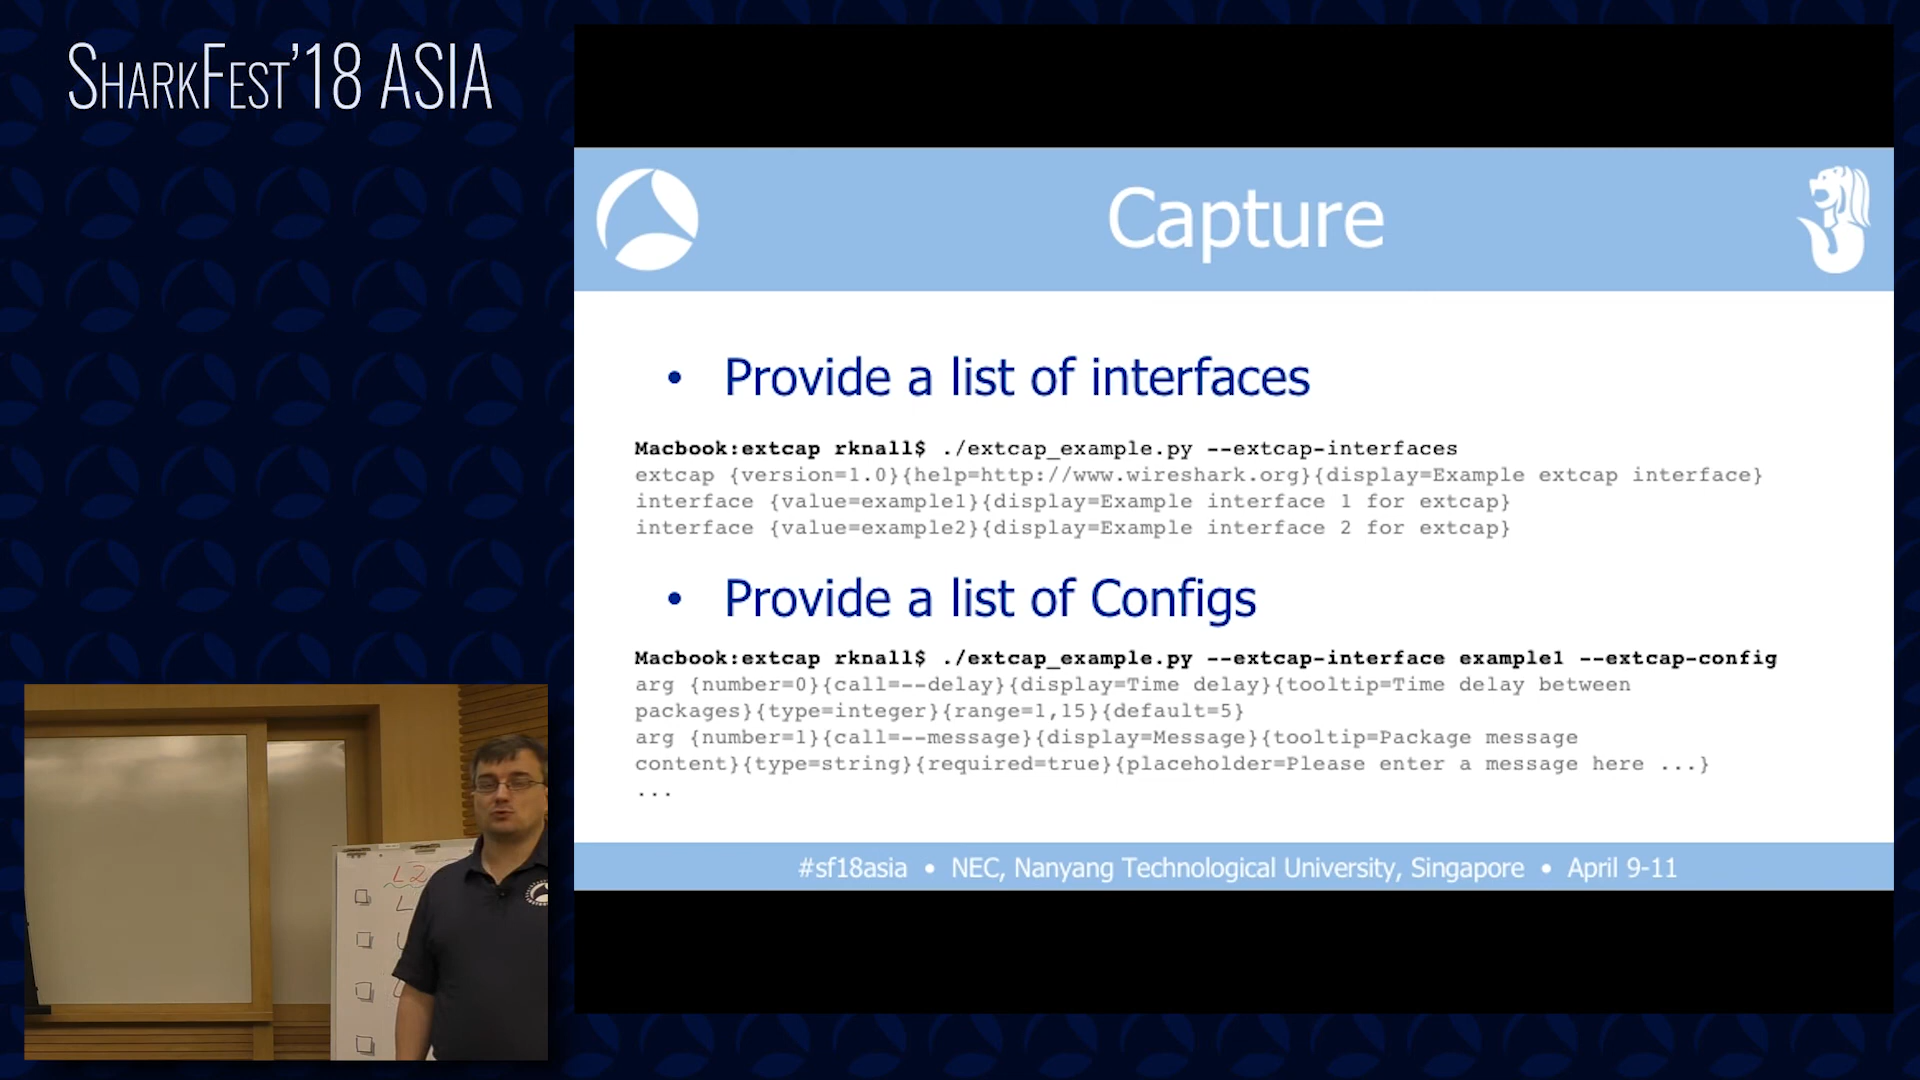 SHARKFEST'18 ASIA
Capture
• Provide a list of interfaces
Macbook:extcap rknall$ ./extcap_example.py --extcap-interfaces
extcap {version=1.0}{help=http://www.wireshark.org}{display=Example extcap interface}
interface {value=example1}{display=Example interface 1 for extcap}
interface {value=example2}{display=Example interface 2 for extcap}
• Provide a list of Configs
Macbook:extcap rknall$ ./extcap_example.py --extcap-interface example1 --extcap-config
arg {number=0}{call=--delay}{display=Time delay}{tooltip=Time delay between
packages}{type=integer}{range=1,15}{default=5}
arg {number=1}{call=--message}{display=Message}{tooltip=Package message
content}{type=string}{required=true}{placeholder=Please enter a message here ...}
...
#sf18asia • NEC, Nanyang Technological University, Singapore • April 9-11
L2